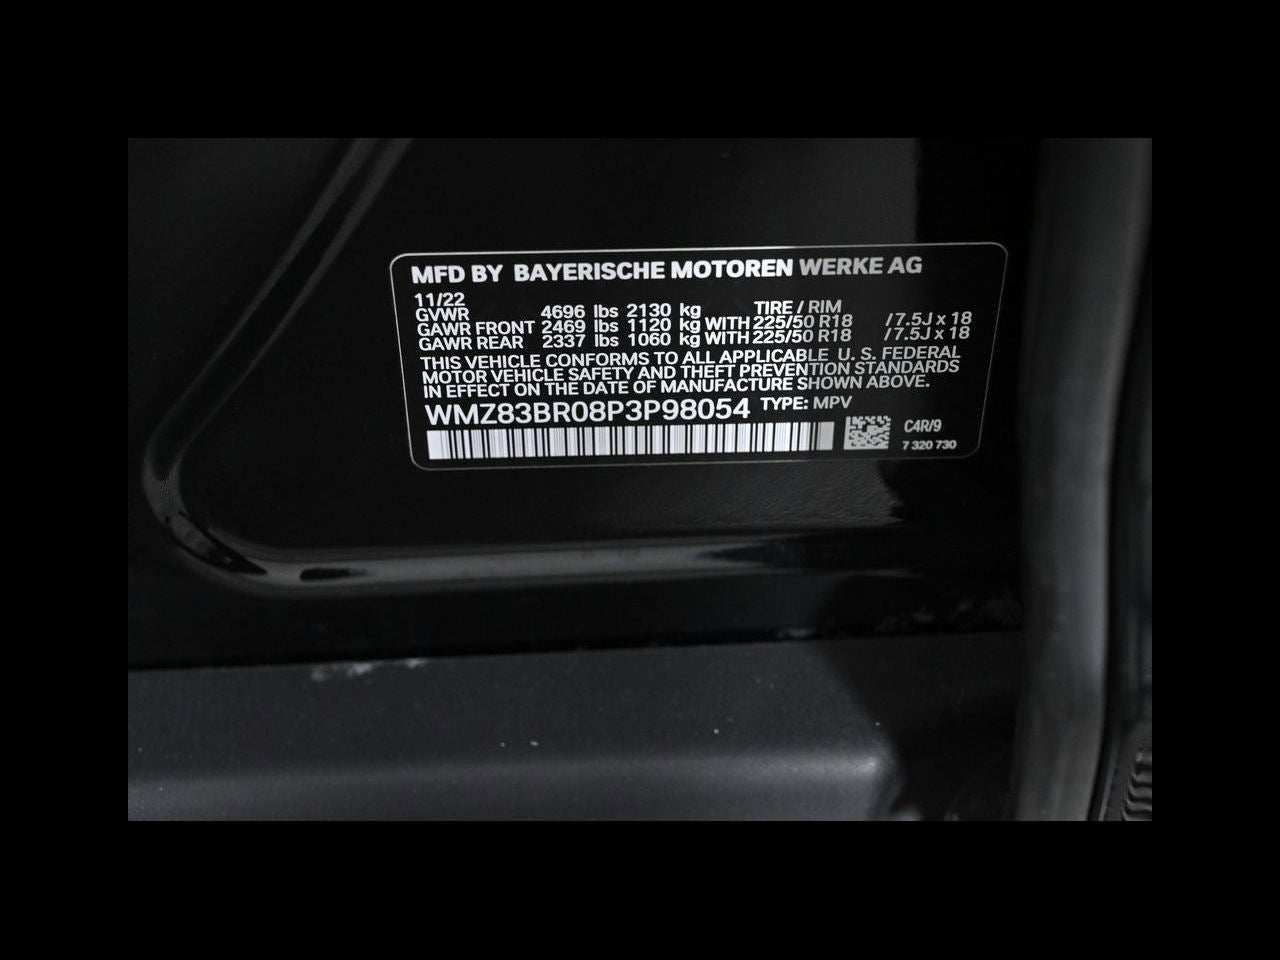 MFD BY BAYERISCHE MOTOREN WERKE AG
11/22
GVWR 4696 lbs 2130 kg TIRE / RIM
GAWR FRONT 2469 lbs 1120 kg WITH 225/50 R18 /7.5J x 18
GAWR REAR 2337 lbs 1060 kg WITH 225/50 R18 /7.5J x 18
THIS VEHICLE CONFORMS TO ALL APPLICABLE U. S. FEDERAL
MOTOR VEHICLE SAFETY AND THEFT PREVENTION STANDARDS
IN EFFECT ON THE DATE OF MANUFACTURE SHOWN ABOVE.
WMZ83BR08P3P98054 TYPE: MPV
C4R/9
7 320 730